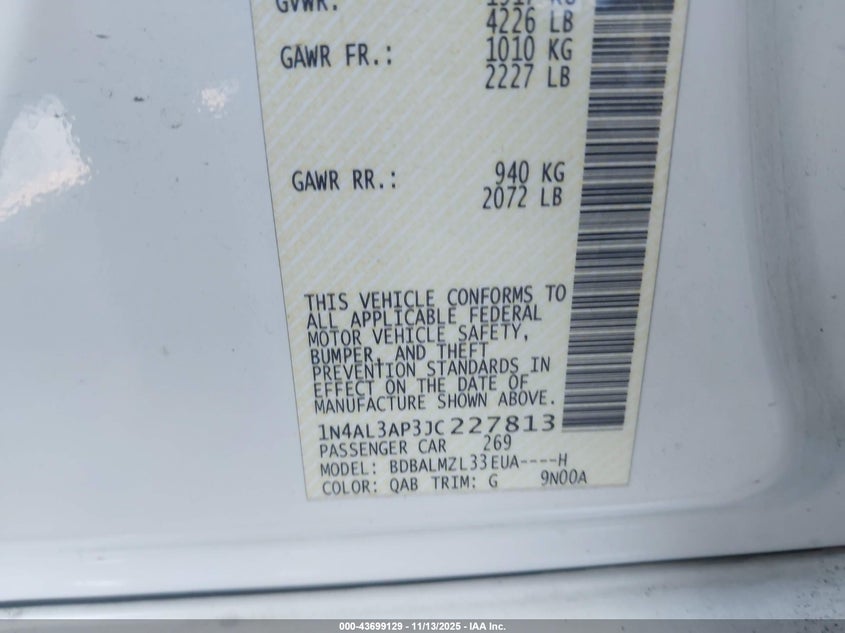 GVWR:
4226 LB
GAWR FR.: 1010 KG
2227 LB
GAWR RR.: 940 KG
2072 LB
THIS VEHICLE CONFORMS TO
ALL APPLICABLE FEDERAL
MOTOR VEHICLE SAFETY,
BUMPER, AND THEFT
PREVENTION STANDARDS IN
EFFECT ON THE DATE OF
MANUFACTURE SHOWN ABOVE.
1N4AL3AP3JC227813
PASSENGER CAR 269
MODEL: BDBALMZL33EUA----H
COLOR: QAB TRIM: G 9N00A
000-43699129 - 11/13/2025 - IAA Inc.